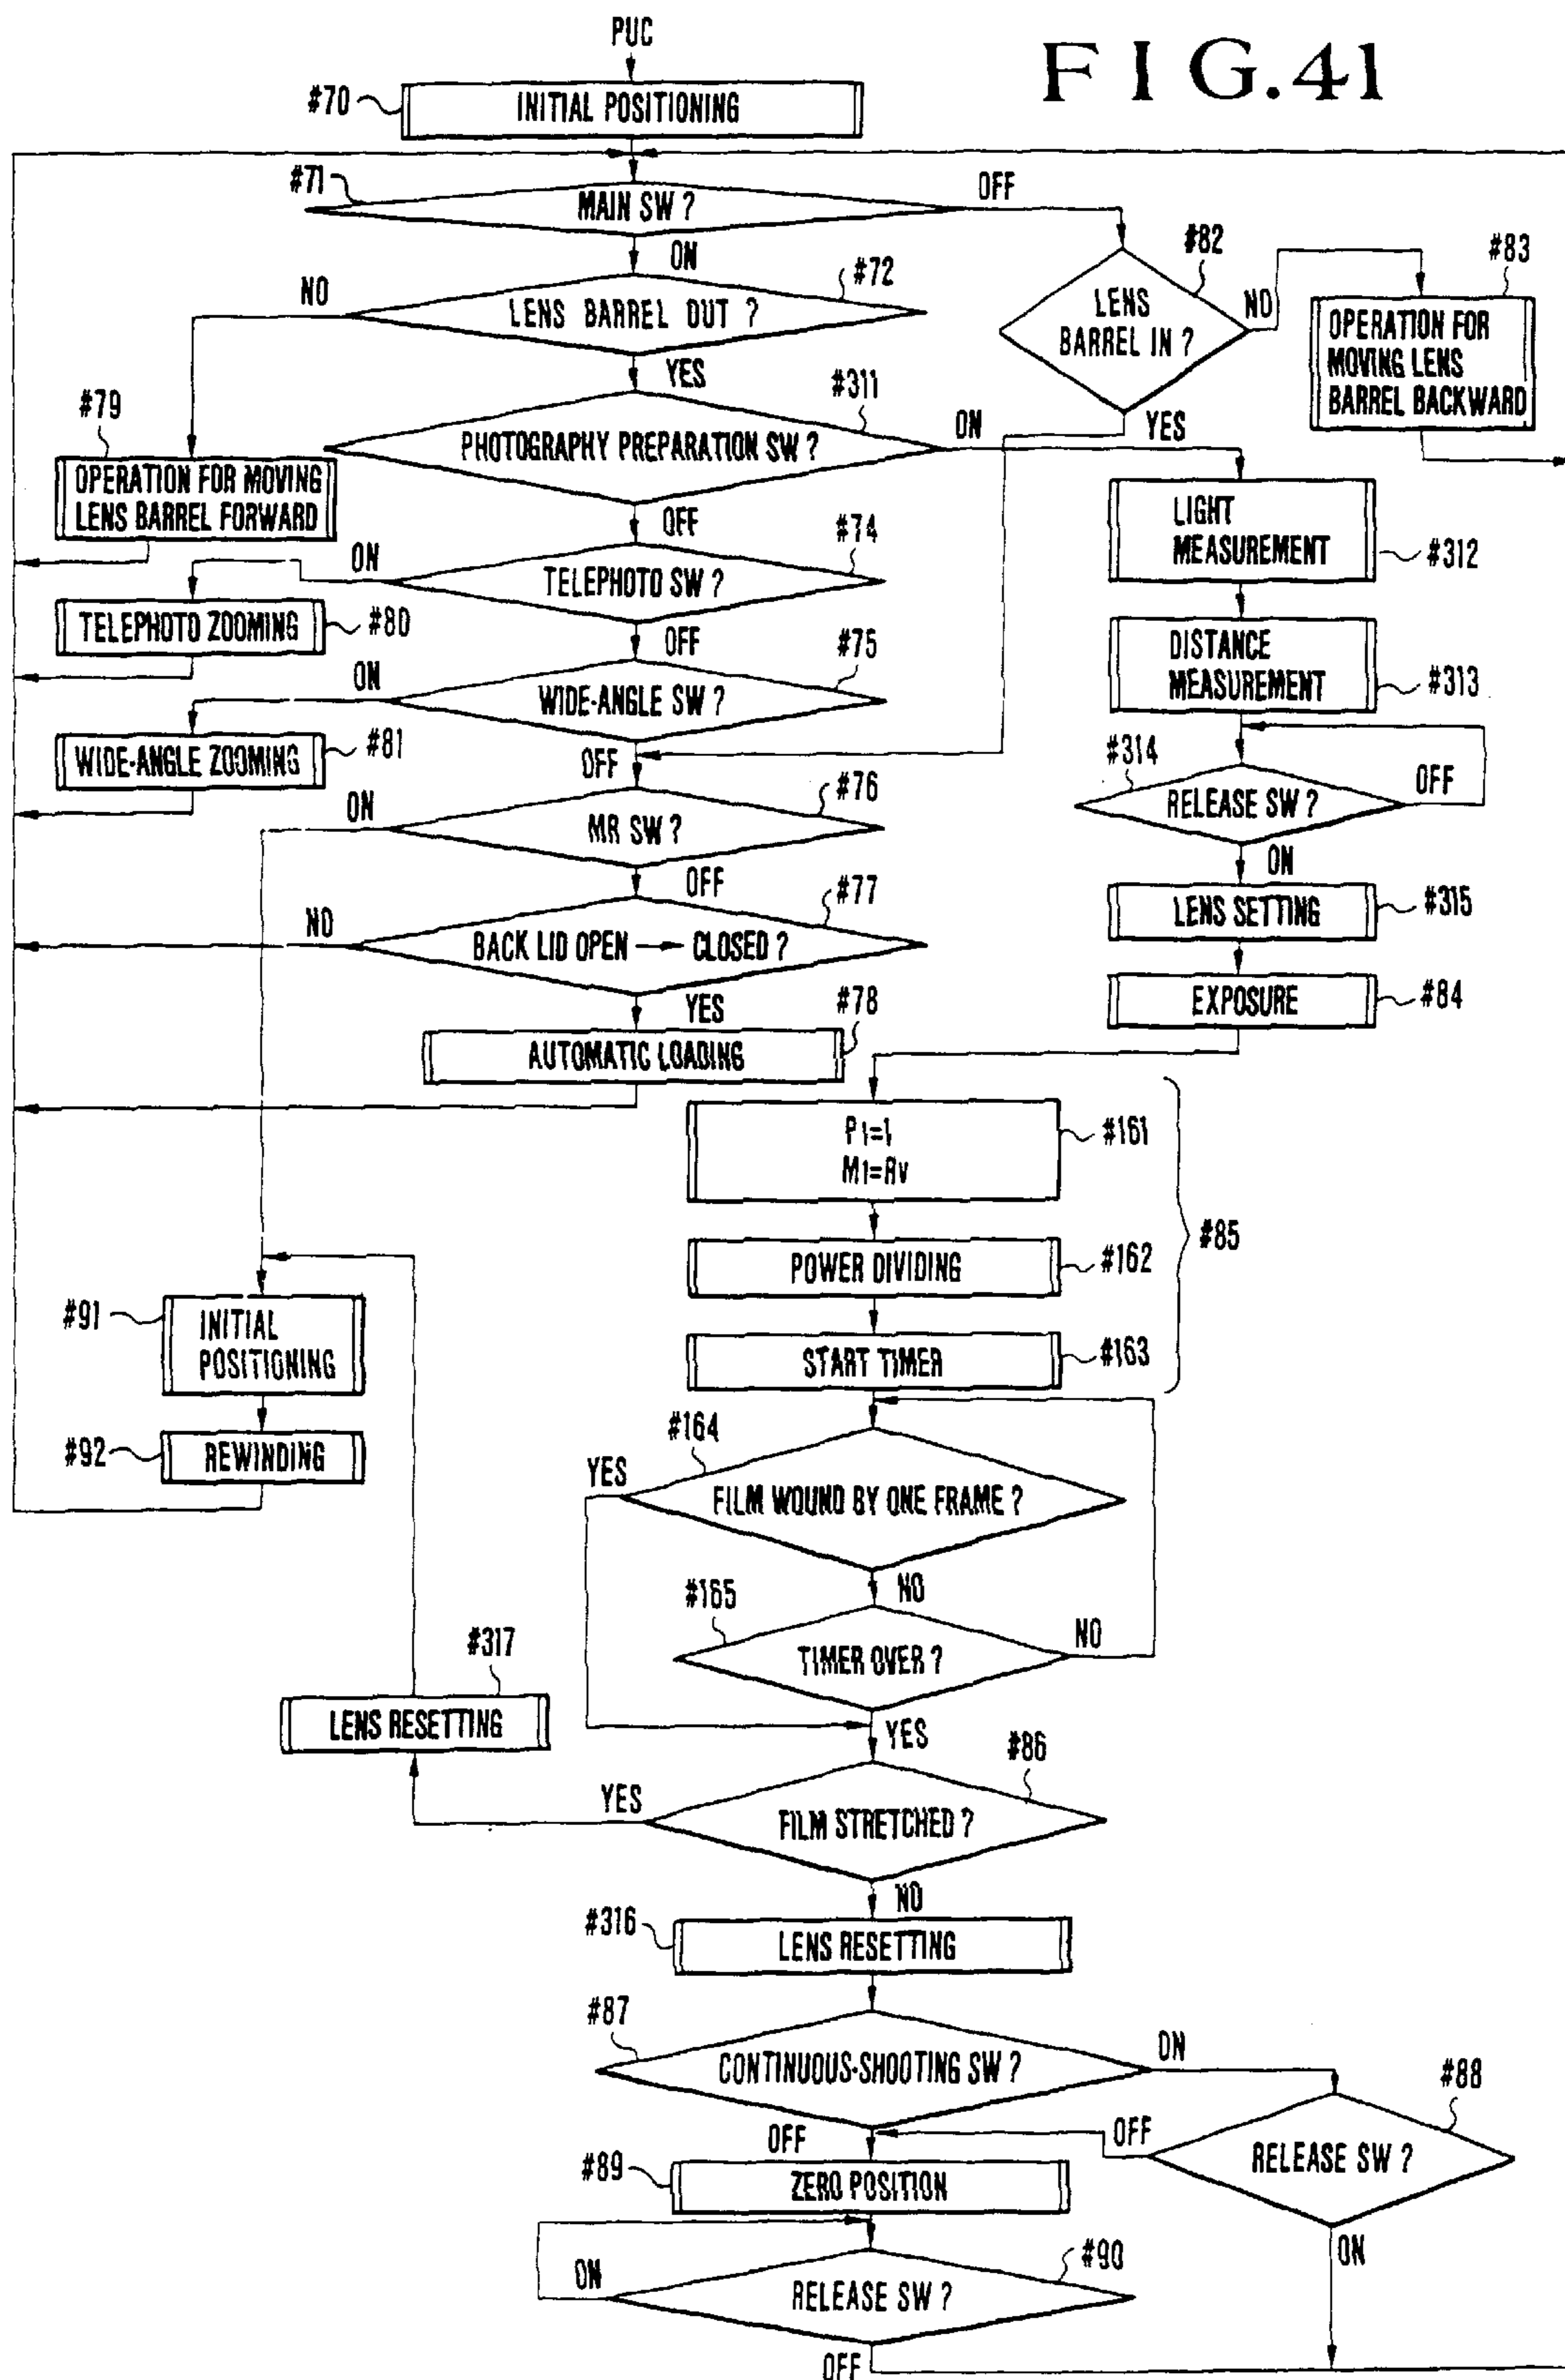 PUC
FIG.41
#70
INITIAL POSITIONING
#71
MAIN SW ?
OFF
ON
#72
NO
LENS BARREL OUT ?
YES
#82
LENS
BARREL IN ?
NO
YES
#83
OPERATION FOR
MOVING LENS
BARREL BACKWARD
#79
OPERATION FOR MOVING
LENS BARREL FORWARD
#311
PHOTOGRAPHY PREPARATION SW ?
ON
OFF
#312
LIGHT
MEASUREMENT
#74
ON
TELEPHOTO SW ?
OFF
TELEPHOTO ZOOMING
#80
#313
DISTANCE
MEASUREMENT
#75
ON
WIDE-ANGLE SW ?
OFF
WIDE-ANGLE ZOOMING
#81
#314
RELEASE SW ?
OFF
ON
#76
ON
MR SW ?
OFF
LENS SETTING
#315
#77
NO
BACK LID OPEN → CLOSED ?
YES
EXPOSURE
#84
#78
AUTOMATIC LOADING
P1=1
M1=Rv
#161
#85
POWER DIVIDING
#162
START TIMER
#163
#91
INITIAL
POSITIONING
#92
REWINDING
#164
YES
FILM WOUND BY ONE FRAME ?
NO
#165
TIMER OVER ?
NO
YES
#317
LENS RESETTING
#86
YES
FILM STRETCHED ?
NO
#316
LENS RESETTING
#87
CONTINUOUS-SHOOTING SW ?
ON
OFF
#88
RELEASE SW ?
OFF
ON
#89
ZERO POSITION
#90
ON
RELEASE SW ?
OFF